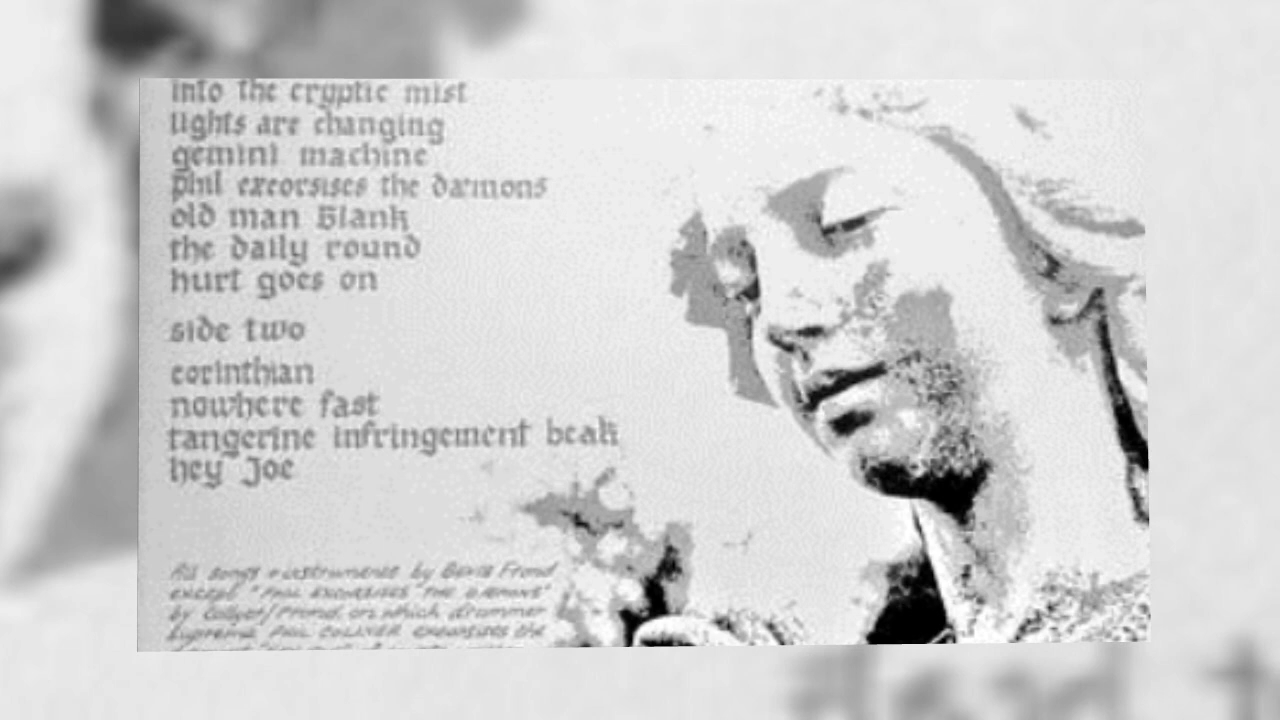 into the cryptic mist
lights are changing
gemini machine
phil exeorsises the dæmons
old man Blank
the daily round
hurt goes on
side two
corinthian
nowhere fast
tangerine infringement beak
hey Joe
All songs + instruments by Bevis Frond
EXCEPT "PHIL EXORSISES THE DÆMONS"
by Collyer/Frond, on which drummer
Supreme PHIL COLLYER EXORSISES the